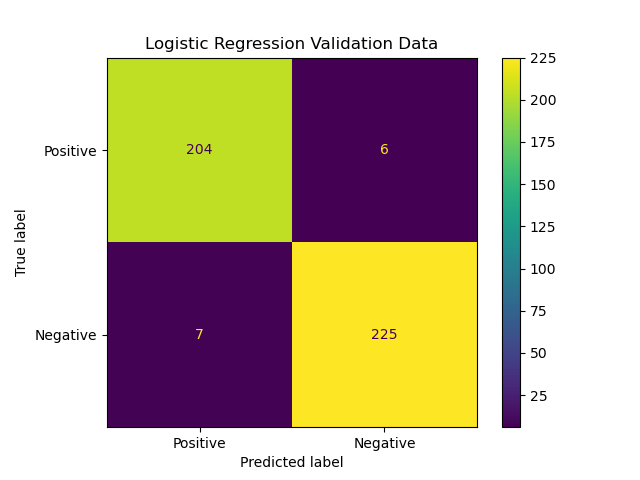 Logistic Regression Validation Data
True label
Positive
Negative
204
6
7
225
Positive
Negative
Predicted label
225
200
175
150
125
100
75
50
25